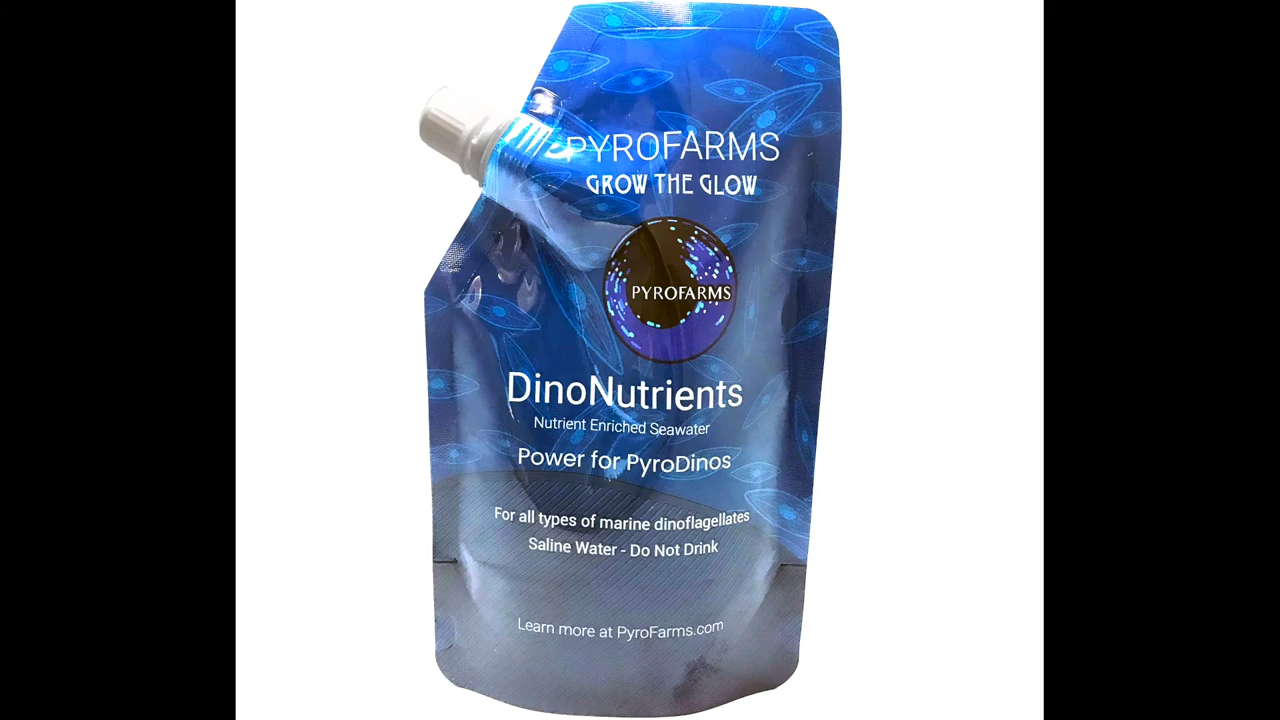 PYROFARMS
GROW THE GLOW
PYROFARMS
DinoNutrients
Nutrient Enriched Seawater
Power for PyroDinos
For all types of marine dinoflagellates
Saline Water - Do Not Drink
Learn more at PyroFarms.com